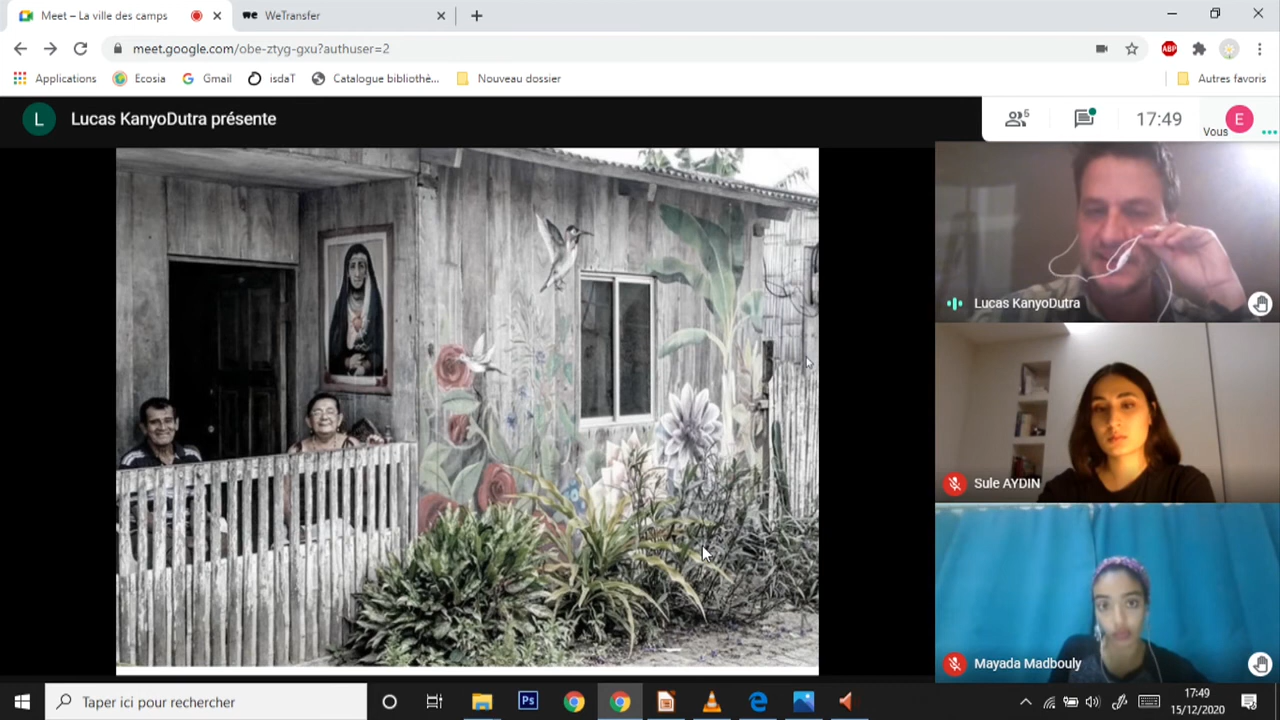 Meet – La ville des camps
WeTransfer
meet.google.com/obe-ztyg-gxu?authuser=2
ABP
Applications
Ecosia
Gmail
isdaT
Catalogue bibliothè...
Nouveau dossier
Autres favoris
L
Lucas KanyoDutra présente
5
17:49
Vous
E
Lucas KanyoDutra
Sule AYDIN
Mayada Madbouly
Taper ici pour rechercher
Ps
17:49
15/12/2020